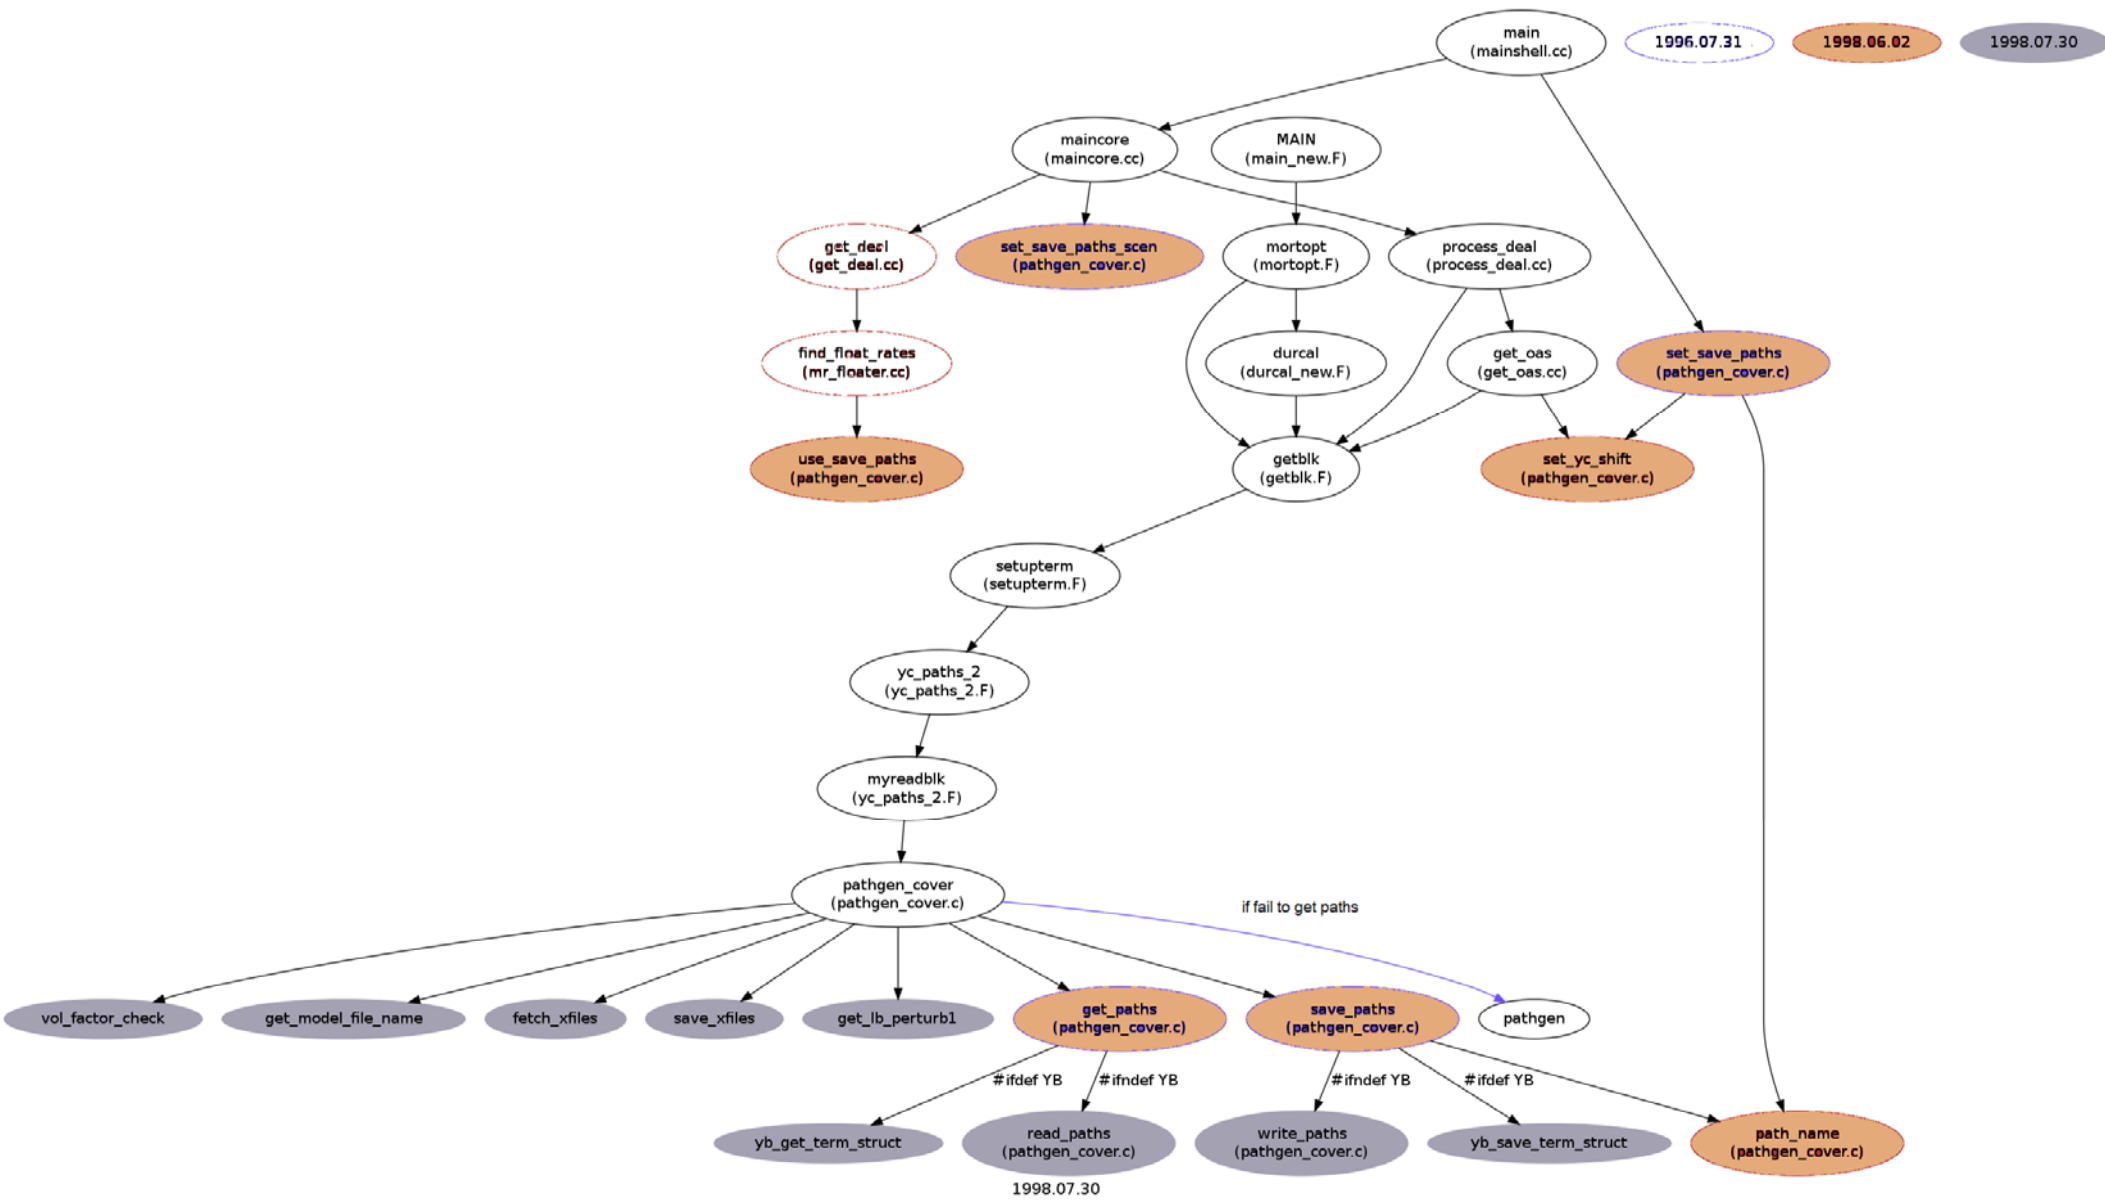 main
(mainshell.cc)
1996.07.31
1998.06.02
1998.07.30
maincore
(maincore.cc)
MAIN
(main_new.F)
get_deal
(get_deal.cc)
set_save_paths_scen
(pathgen_cover.c)
mortopt
(mortopt.F)
process_deal
(process_deal.cc)
find_float_rates
(mr_floater.cc)
durcal
(durcal_new.F)
get_oas
(get_oas.cc)
set_save_paths
(pathgen_cover.c)
use_save_paths
(pathgen_cover.c)
getblk
(getblk.F)
set_yc_shift
(pathgen_cover.c)
setupterm
(setupterm.F)
yc_paths_2
(yc_paths_2.F)
myreadblk
(yc_paths_2.F)
pathgen_cover
(pathgen_cover.c)
if fail to get paths
vol_factor_check
get_model_file_name
fetch_xfiles
save_xfiles
get_lb_perturb1
get_paths
(pathgen_cover.c)
save_paths
(pathgen_cover.c)
pathgen
#ifdef YB
#ifndef YB
#ifndef YB
#ifdef YB
yb_get_term_struct
read_paths
(pathgen_cover.c)
write_paths
(pathgen_cover.c)
yb_save_term_struct
path_name
(pathgen_cover.c)
1998.07.30